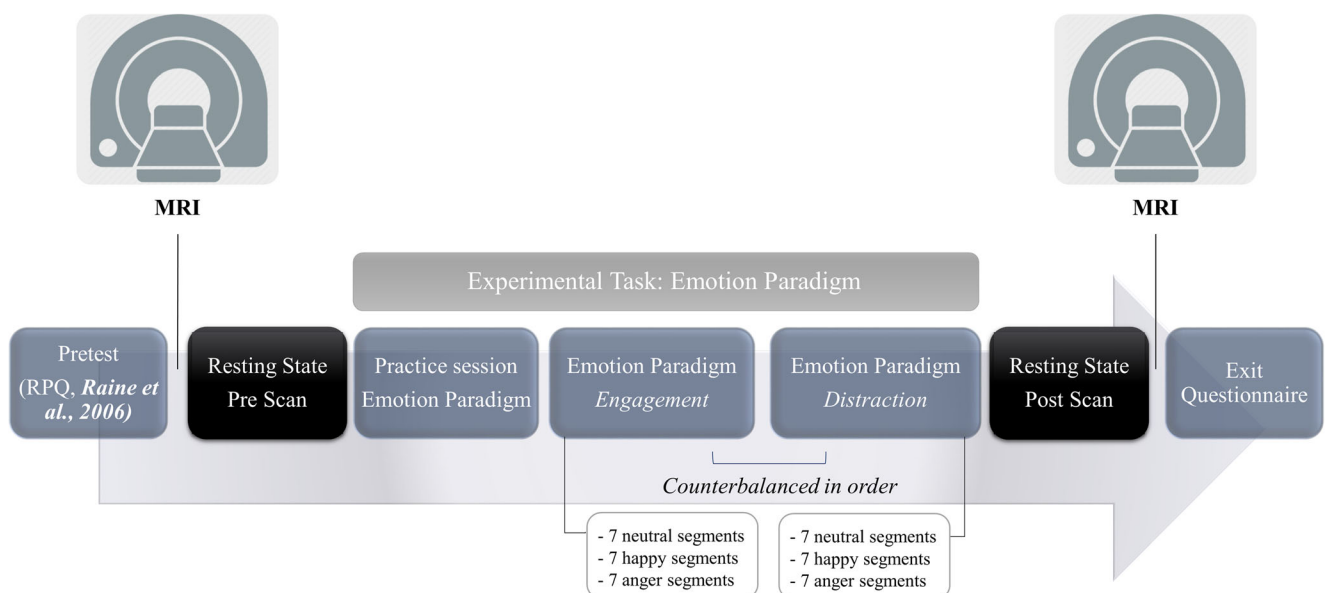 MRI
MRI
Experimental Task: Emotion Paradigm
Pretest
(RPQ, Raine et
al., 2006)
Resting State
Pre Scan
Practice session
Emotion Paradigm
Emotion Paradigm
Engagement
Emotion Paradigm
Distraction
Resting State
Post Scan
Exit
Questionnaire
Counterbalanced in order
- 7 neutral segments
- 7 happy segments
- 7 anger segments
- 7 neutral segments
- 7 happy segments
- 7 anger segments